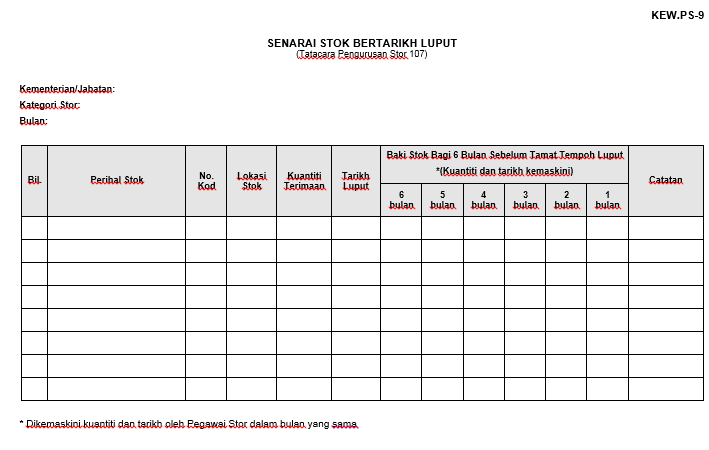 KEW.PS-9
SENARAI STOK BERTARIKH LUPUT
(Tatacara Pengurusan Stor 107)
Kementerian/Jabatan:
Kategori Stor:
Bulan:
Bil.
Perihal Stok
No.
Kod
Lokasi
Stok
Kuantiti
Terimaan
Tarikh
Luput
Baki Stok Bagi 6 Bulan Sebelum Tamat Tempoh Luput
*(Kuantiti dan tarikh kemaskini)
6
bulan
5
bulan
4
bulan
3
bulan
2
bulan
1
bulan
Catatan
* Dikemaskini kuantiti dan tarikh oleh Pegawai Stor dalam bulan yang sama